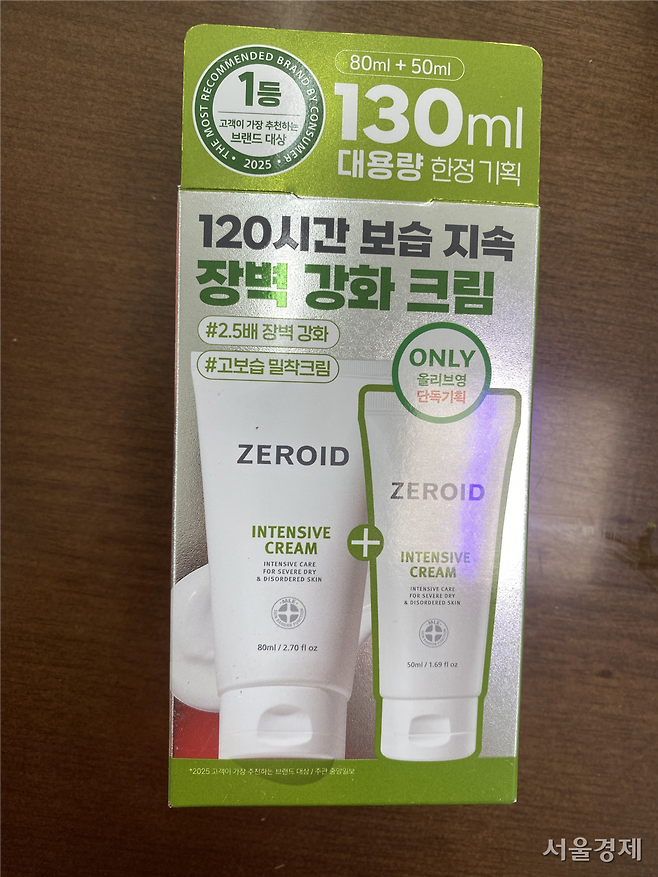 THE MOST RECOMMENDED BRAND BY CONSUMER
1등
고객이 가장 추천하는
브랜드 대상
• 2025 •
80ml + 50ml
130ml
대용량 한정 기획
120시간 보습 지속
장벽 강화 크림
#2.5배 장벽 강화
#고보습 밀착크림
ONLY
올리브영
단독기획
ZEROID
INTENSIVE
CREAM
INTENSIVE CARE
FOR SEVERE DRY
& DISORDERED SKIN
MLE
80ml / 2.70 fl oz
+
ZEROID
INTENSIVE
CREAM
INTENSIVE CARE
FOR SEVERE DRY
& DISORDERED SKIN
50ml / 1.69 fl oz
*2025 고객이 가장 추천하는 브랜드 대상 / 주관 중앙일보
서울경제